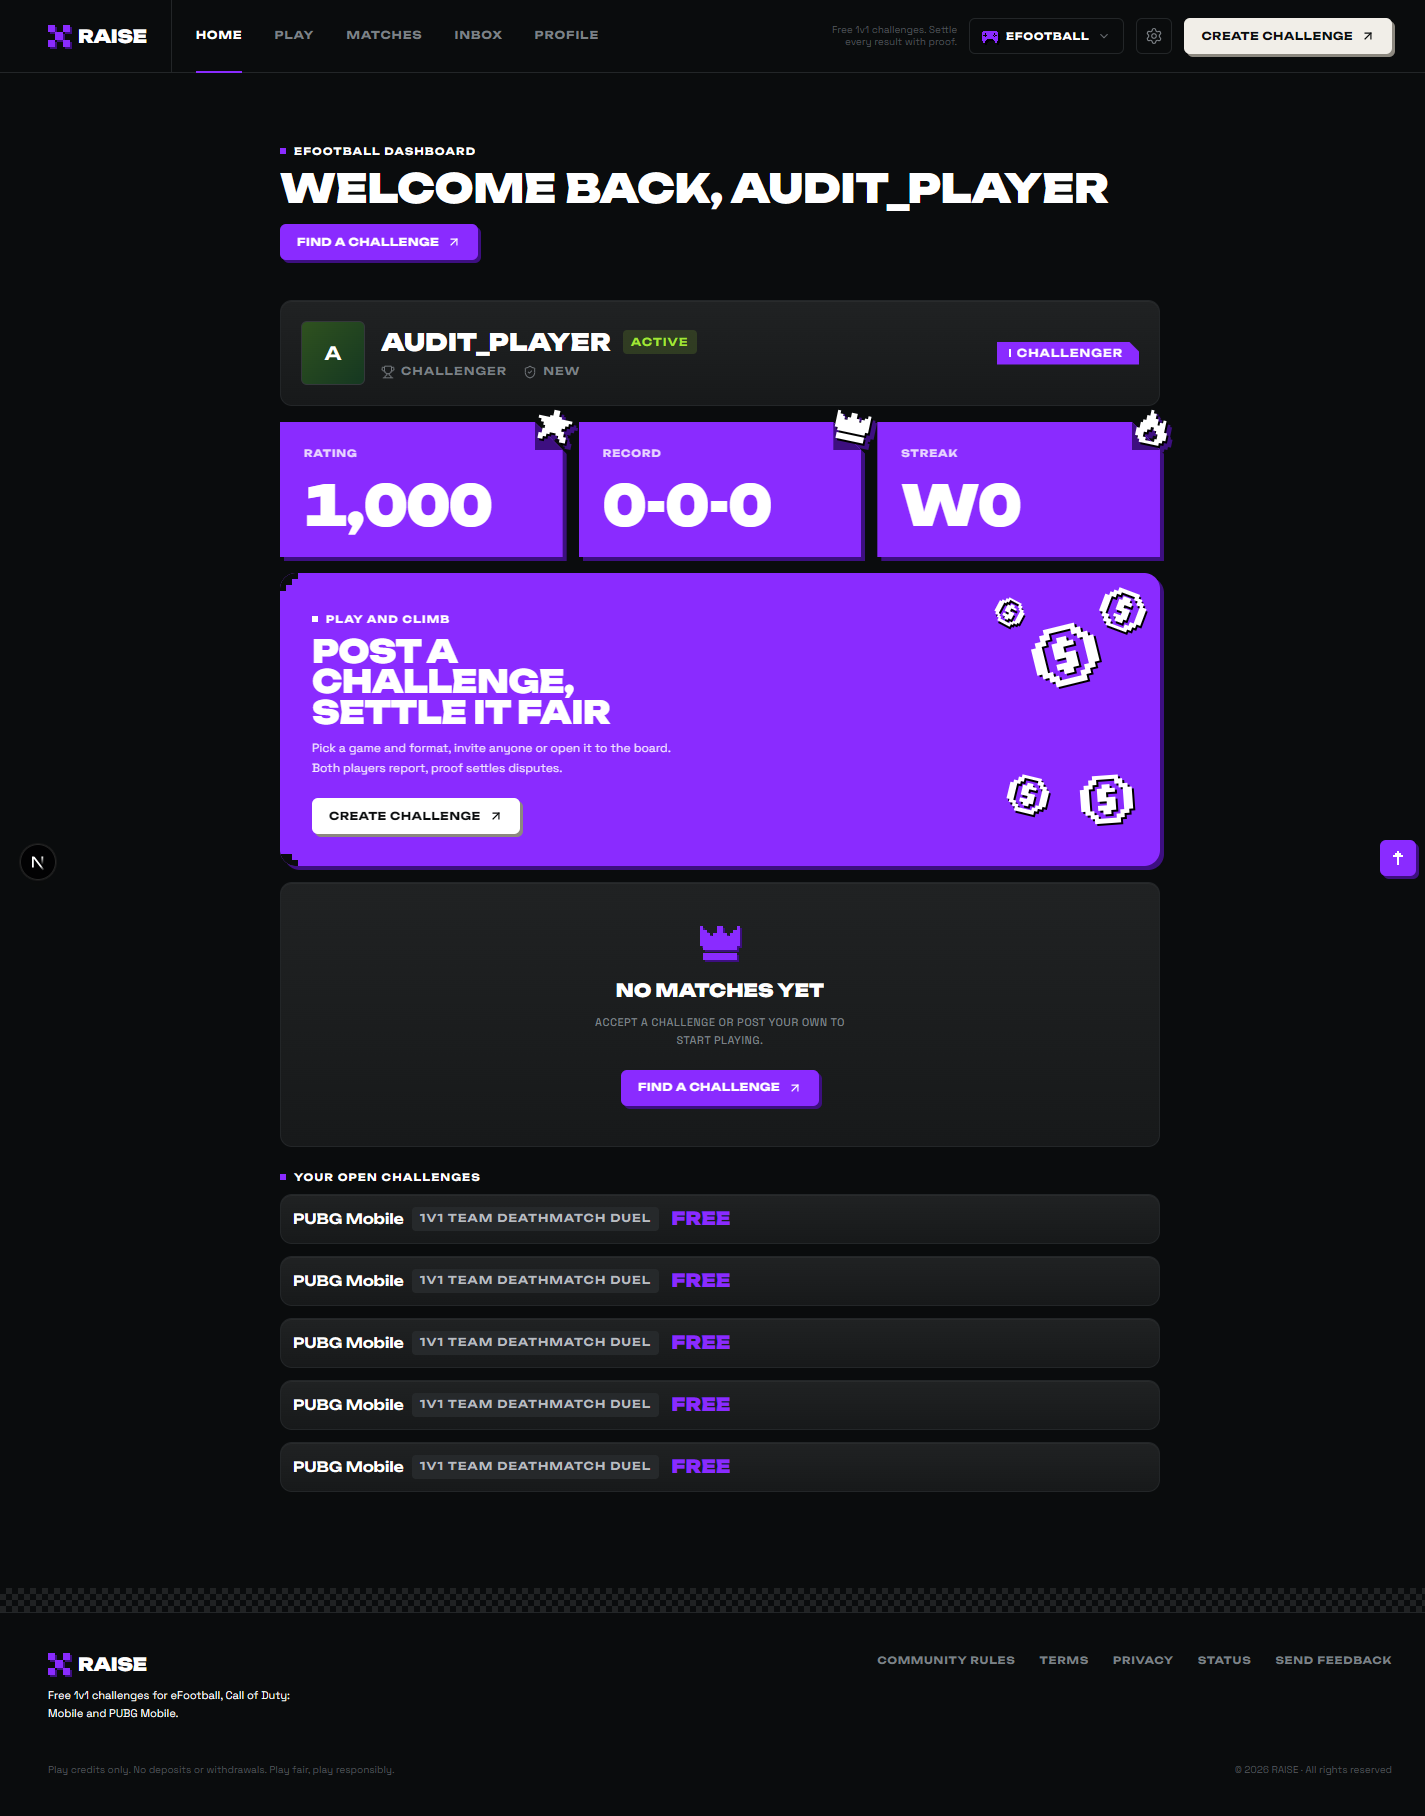 RAISE
HOME
PLAY
MATCHES
INBOX
PROFILE
Free 1v1 challenges. Settle
every result with proof.
EFOOTBALL
CREATE CHALLENGE
EFOOTBALL DASHBOARD
WELCOME BACK, AUDIT_PLAYER
FIND A CHALLENGE
A
AUDIT_PLAYER
ACTIVE
CHALLENGER
NEW
I CHALLENGER
RATING
1,000
RECORD
0-0-0
STREAK
W0
PLAY AND CLIMB
POST A
CHALLENGE,
SETTLE IT FAIR
Pick a game and format, invite anyone or open it to the board.
Both players report, proof settles disputes.
CREATE CHALLENGE
N
NO MATCHES YET
ACCEPT A CHALLENGE OR POST YOUR OWN TO
START PLAYING.
FIND A CHALLENGE
YOUR OPEN CHALLENGES
PUBG Mobile 1V1 TEAM DEATHMATCH DUEL FREE
PUBG Mobile 1V1 TEAM DEATHMATCH DUEL FREE
PUBG Mobile 1V1 TEAM DEATHMATCH DUEL FREE
PUBG Mobile 1V1 TEAM DEATHMATCH DUEL FREE
PUBG Mobile 1V1 TEAM DEATHMATCH DUEL FREE
RAISE
Free 1v1 challenges for eFootball, Call of Duty:
Mobile and PUBG Mobile.
COMMUNITY RULES
TERMS
PRIVACY
STATUS
SEND FEEDBACK
Play credits only. No deposits or withdrawals. Play fair, play responsibly.
© 2026 RAISE · All rights reserved